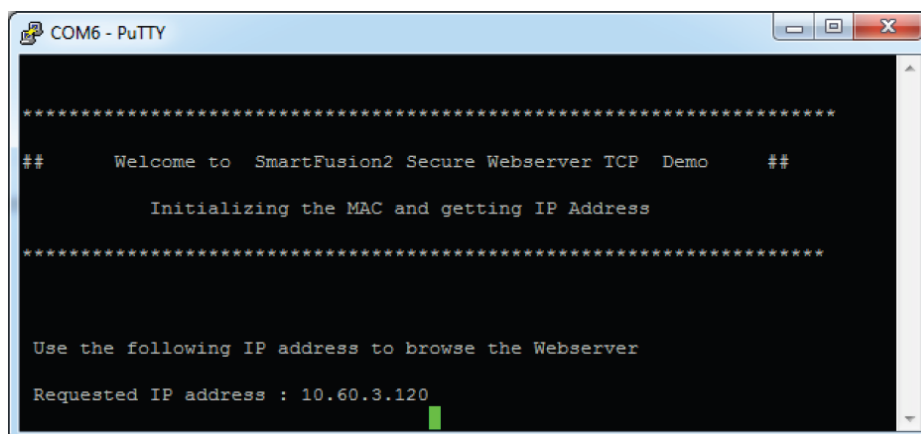 COM6 - PuTTY
**********************************************************************
##      Welcome to  SmartFusion2 Secure Webserver TCP  Demo     ##
Initializing the MAC and getting IP Address
*********************************************************************
Use the following IP address to browse the Webserver
Requested IP address : 10.60.3.120